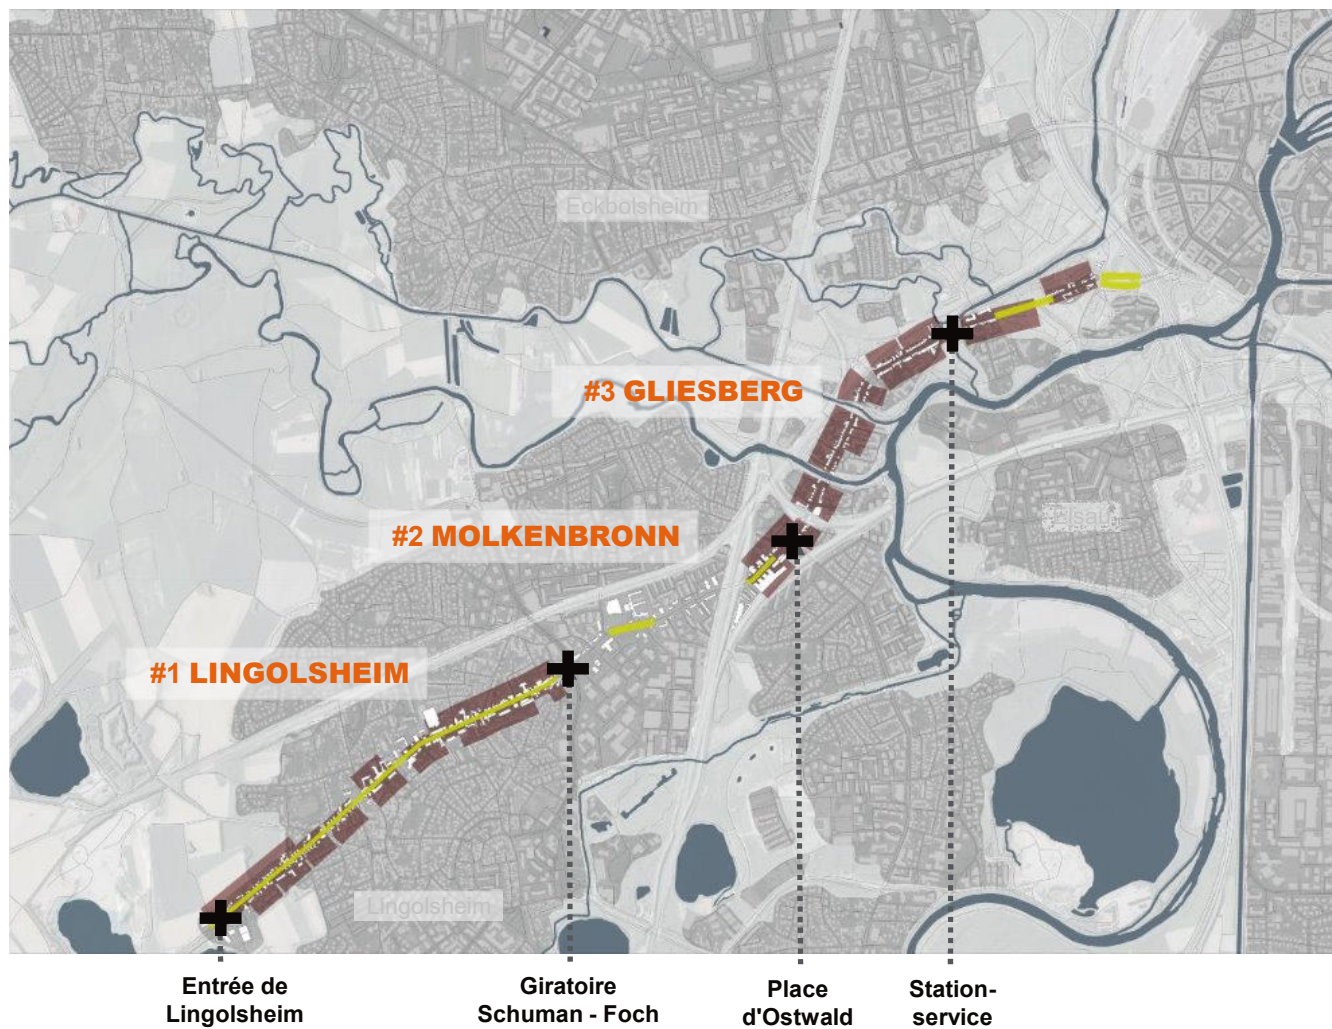 Eckbolsheim
#3 GLIESBERG
#2 MOLKENBRONN
#1 LINGOLSHEIM
Lingolsheim
Entrée de
Lingolsheim
Giratoire
Schuman - Foch
Place
d'Ostwald
Station-
service